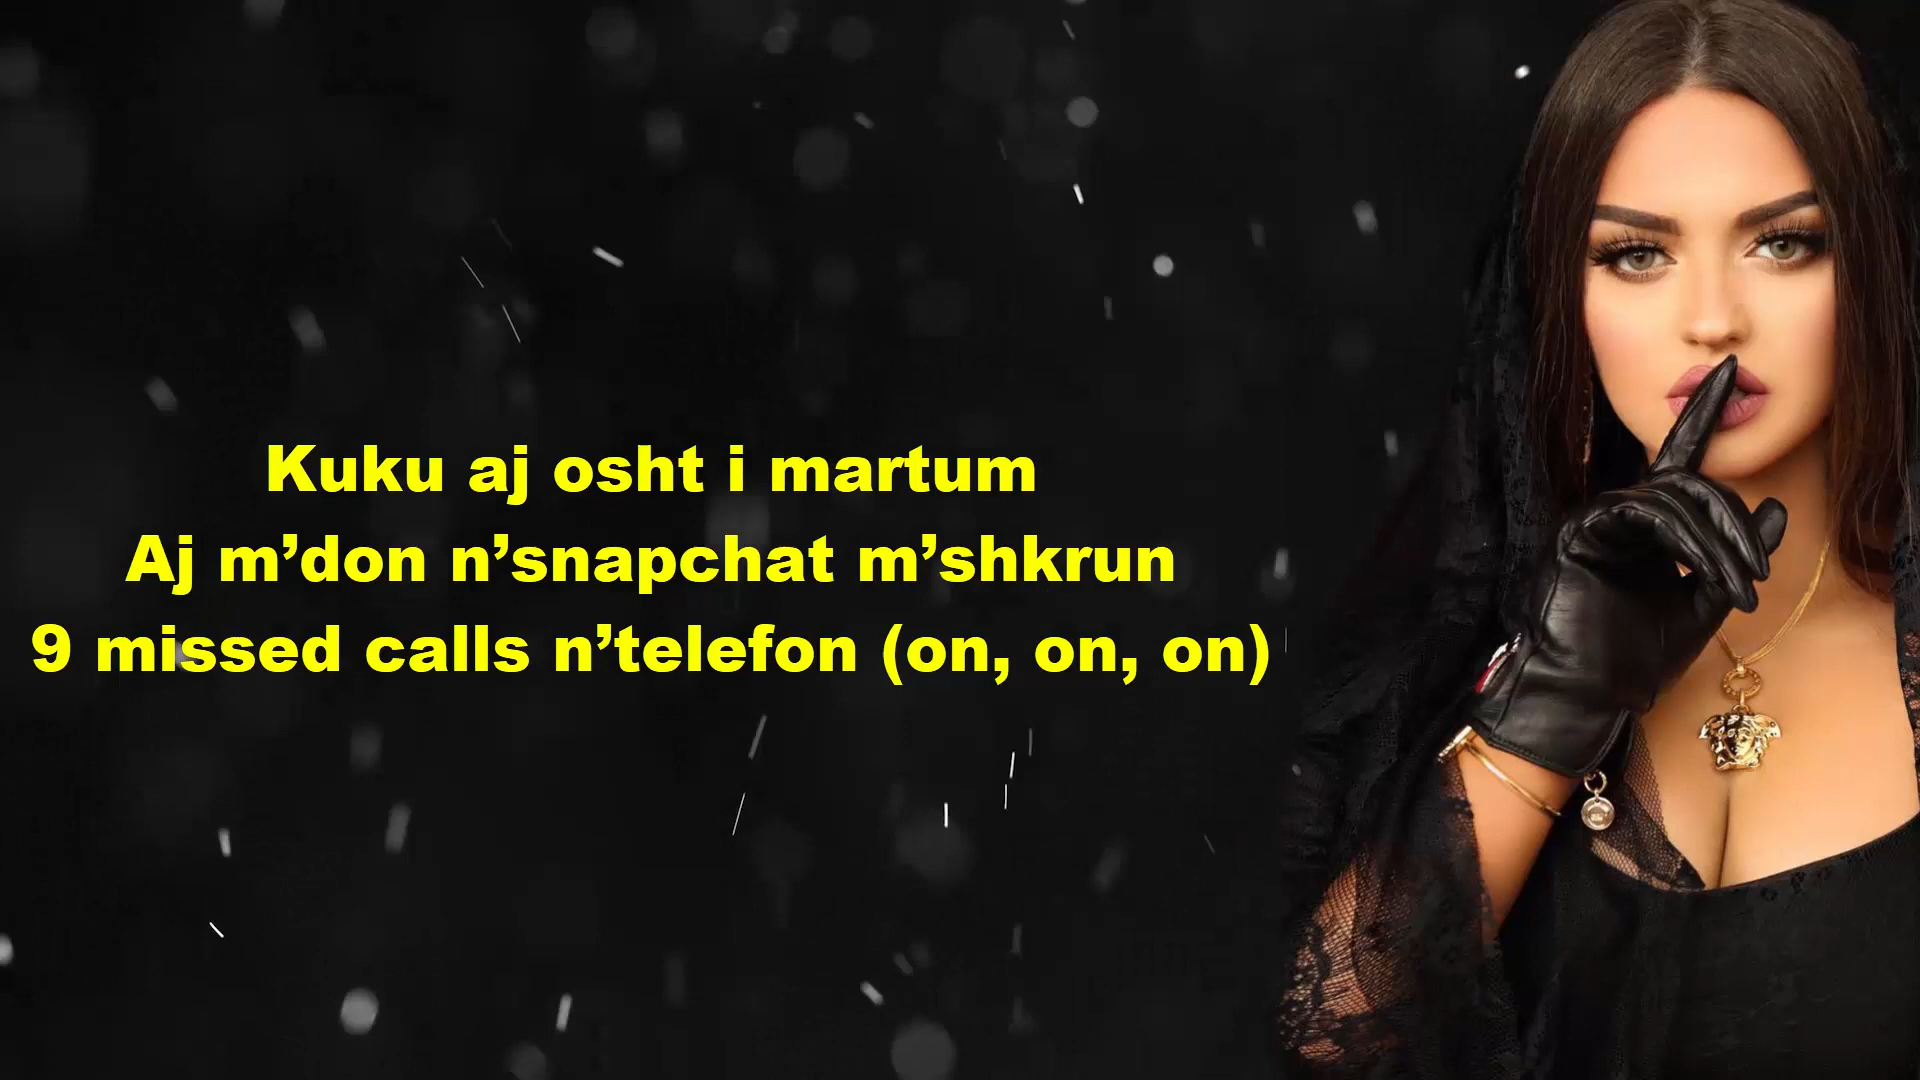 Kuku aj osht i martum
Aj m’don n’snapchat m’shkrun
9 missed calls n’telefon (on, on, on)